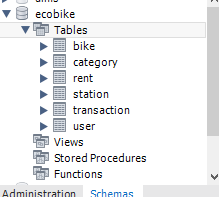 ecobike
Tables
bike
category
rent
station
transaction
user
Views
Stored Procedures
Functions
Administration Schemas